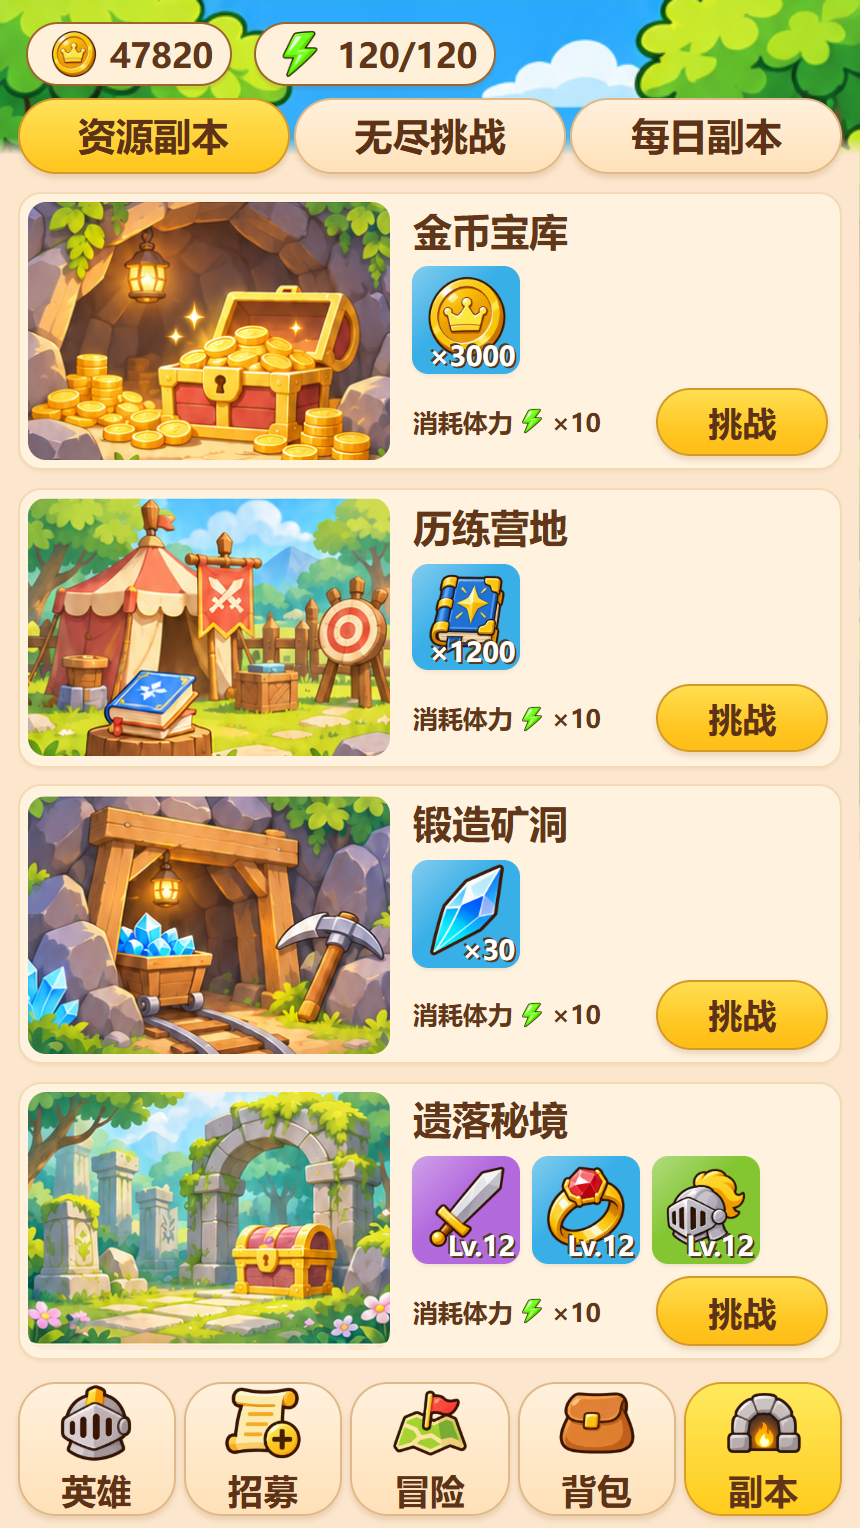 47820 120/120
资源副本 无尽挑战 每日副本
金币宝库
×3000
消耗体力 ×10 挑战
历练营地
×1200
消耗体力 ×10 挑战
锻造矿洞
×30
消耗体力 ×10 挑战
遗落秘境
Lv.12 Lv.12 Lv.12
消耗体力 ×10 挑战
英雄 招募 冒险 背包 副本